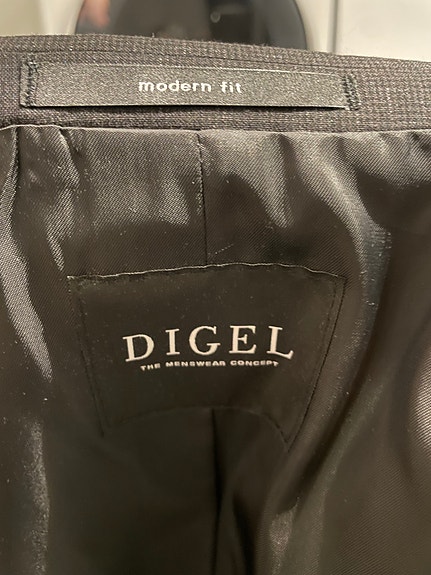 modern fit
DIGEL
THE MENSWEAR CONCEPT